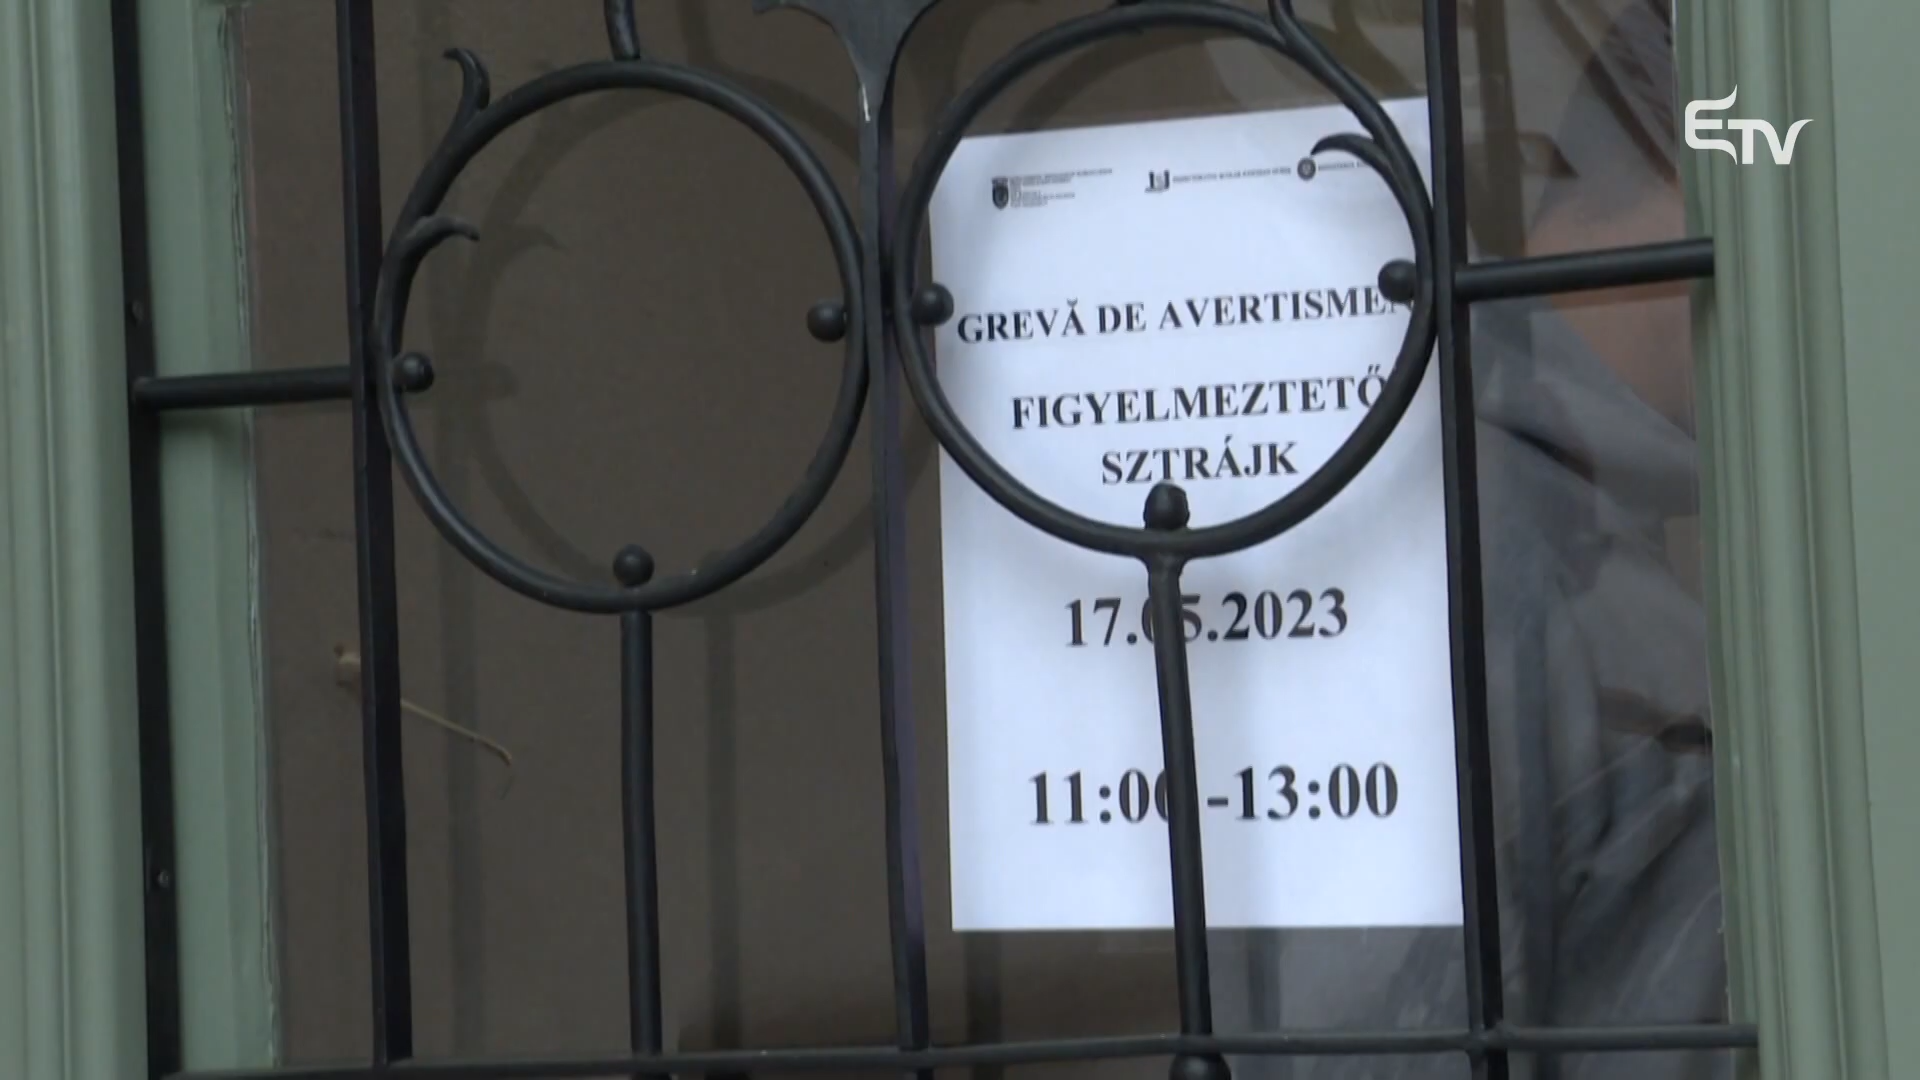 ETV
GREVĂ DE AVERTISMEN
FIGYELMEZTETŐ
SZTRÁJK
17.05.2023
11:00 -13:00